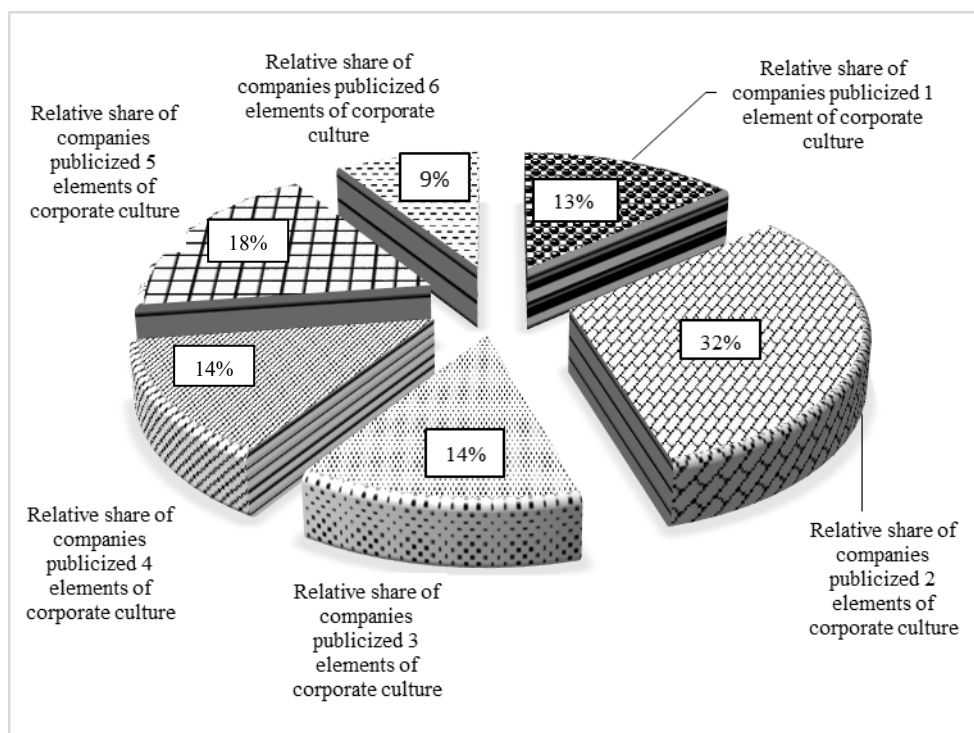 Relative share of
companies publicized 6
elements of corporate
culture
9%
Relative share of
companies publicized 1
element of corporate
culture
13%
Relative share of
companies
publicized 5
elements of
corporate culture
18%
32%
14%
14%
Relative share of
companies
publicized 4
elements of
corporate culture
Relative share of
companies
publicized 3
elements of
corporate culture
Relative share of
companies
publicized 2
elements of
corporate culture